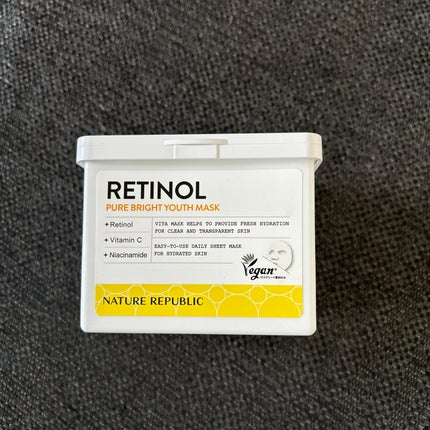 RETINOL
PURE BRIGHT YOUTH MASK
+ Retinol
+ Vitamin C
+ Niacinamide
VITA MASK HELPS TO PROVIDE FRESH HYDRATION
FOR CLEAR AND TRANSPARENT SKIN
EASY-TO-USE DAILY SHEET MASK
FOR HYDRATED SKIN
Vegan
NATURE REPUBLIC